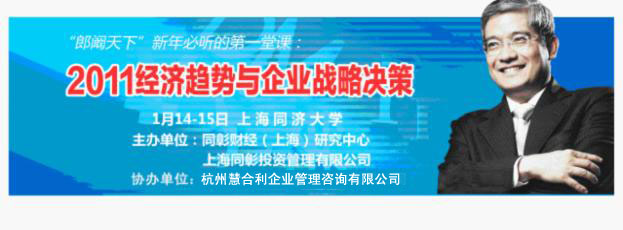 “郎阚天下”新年必听的第一堂课：
2011经济趋势与企业战略决策
1月14-15日 上海同济大学
主办单位：同彰财经（上海）研究中心
上海同彰投资管理有限公司
协办单位：杭州慧合利企业管理咨询有限公司